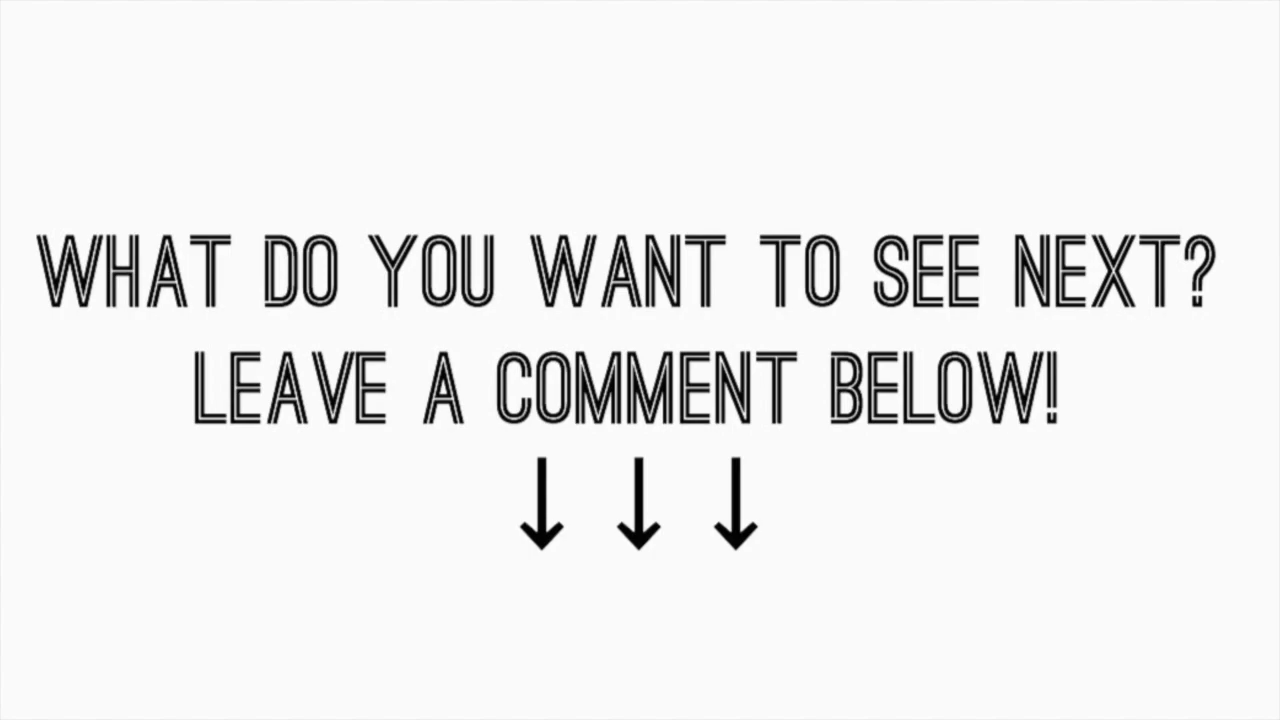 WHAT DO YOU WANT TO SEE NEXT?
LEAVE A COMMENT BELOW!
↓ ↓ ↓